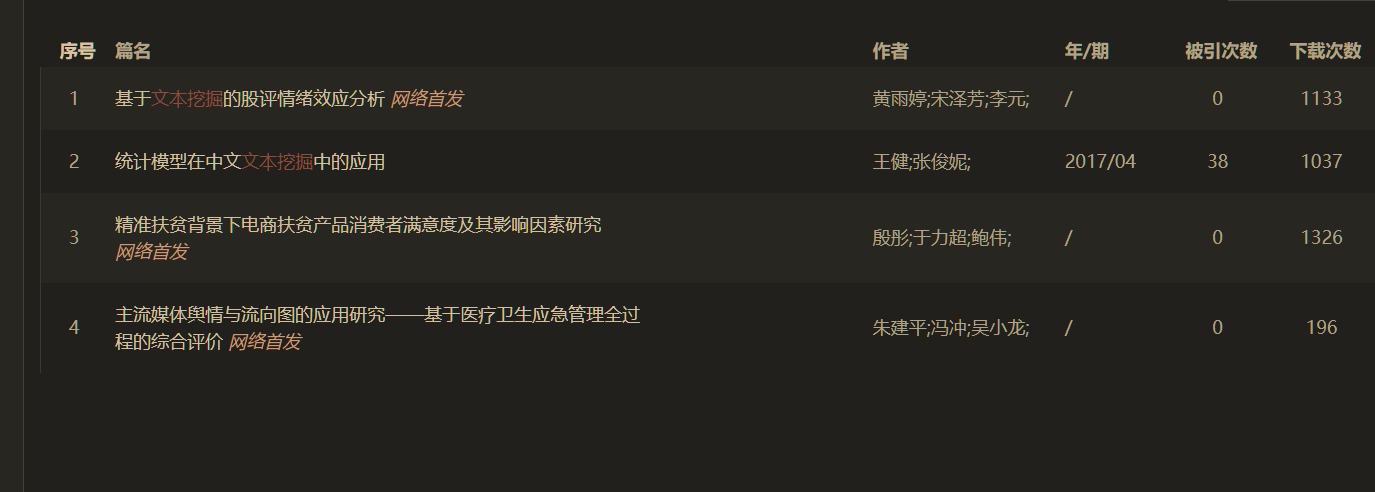 序号 篇名 作者 年/期 被引次数 下载次数
1 基于文本挖掘的股评情绪效应分析 网络首发 黄雨婷;宋泽芳;李元; / 0 1133
2 统计模型在中文文本挖掘中的应用 王健;张俊妮; 2017/04 38 1037
精准扶贫背景下电商扶贫产品消费者满意度及其影响因素研究
3 殷彤;于力超;鲍伟; / 0 1326
网络首发
主流媒体舆情与流向图的应用研究——基于医疗卫生应急管理全过
4 朱建平;冯冲;吴小龙; / 0 196
程的综合评价 网络首发